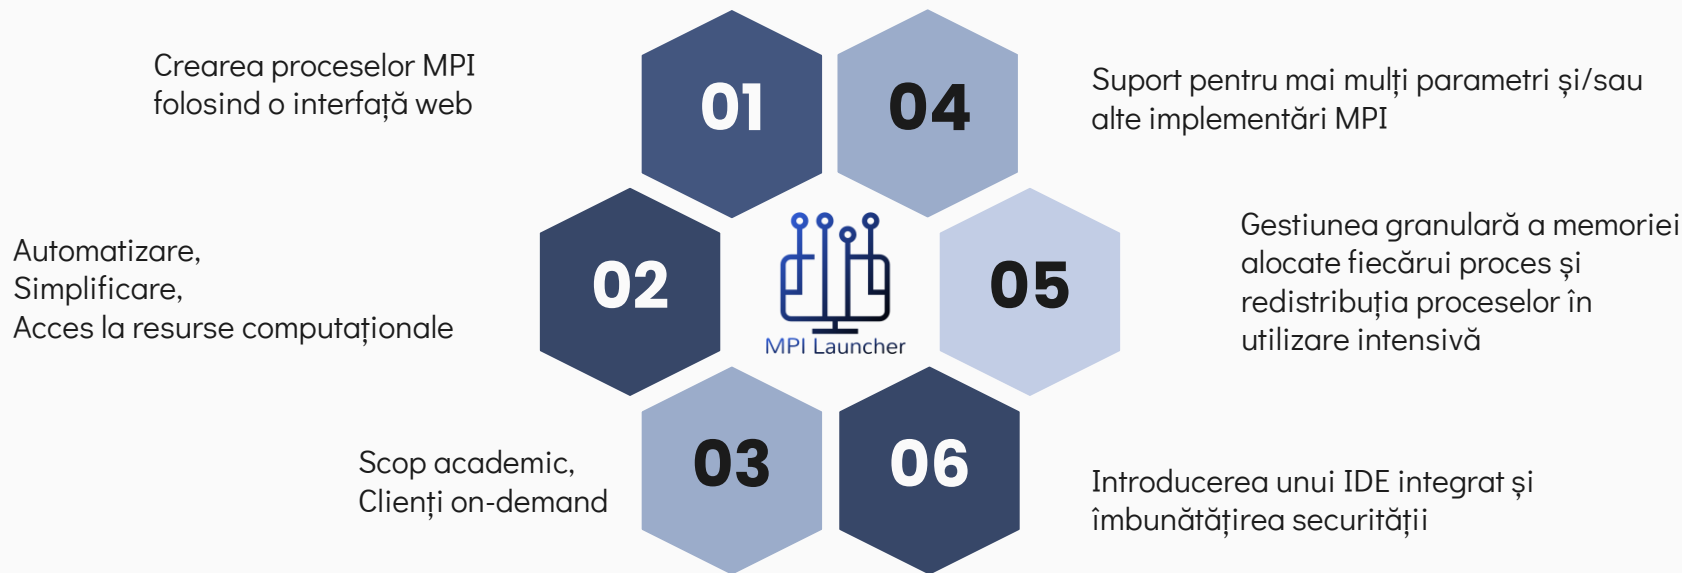 Crearea proceselor MPI
folosind o interfață web
01
Automatizare,
Simplificare,
Acces la resurse computaționale
02
Scop academic,
Clienți on-demand
03
MPI Launcher
04
Suport pentru mai mulți parametri și/sau
alte implementări MPI
05
Gestiunea granulară a memoriei
alocate fiecărui proces și
redistribuția proceselor în
utilizare intensivă
06
Introducerea unui IDE integrat și
îmbunătățirea securității